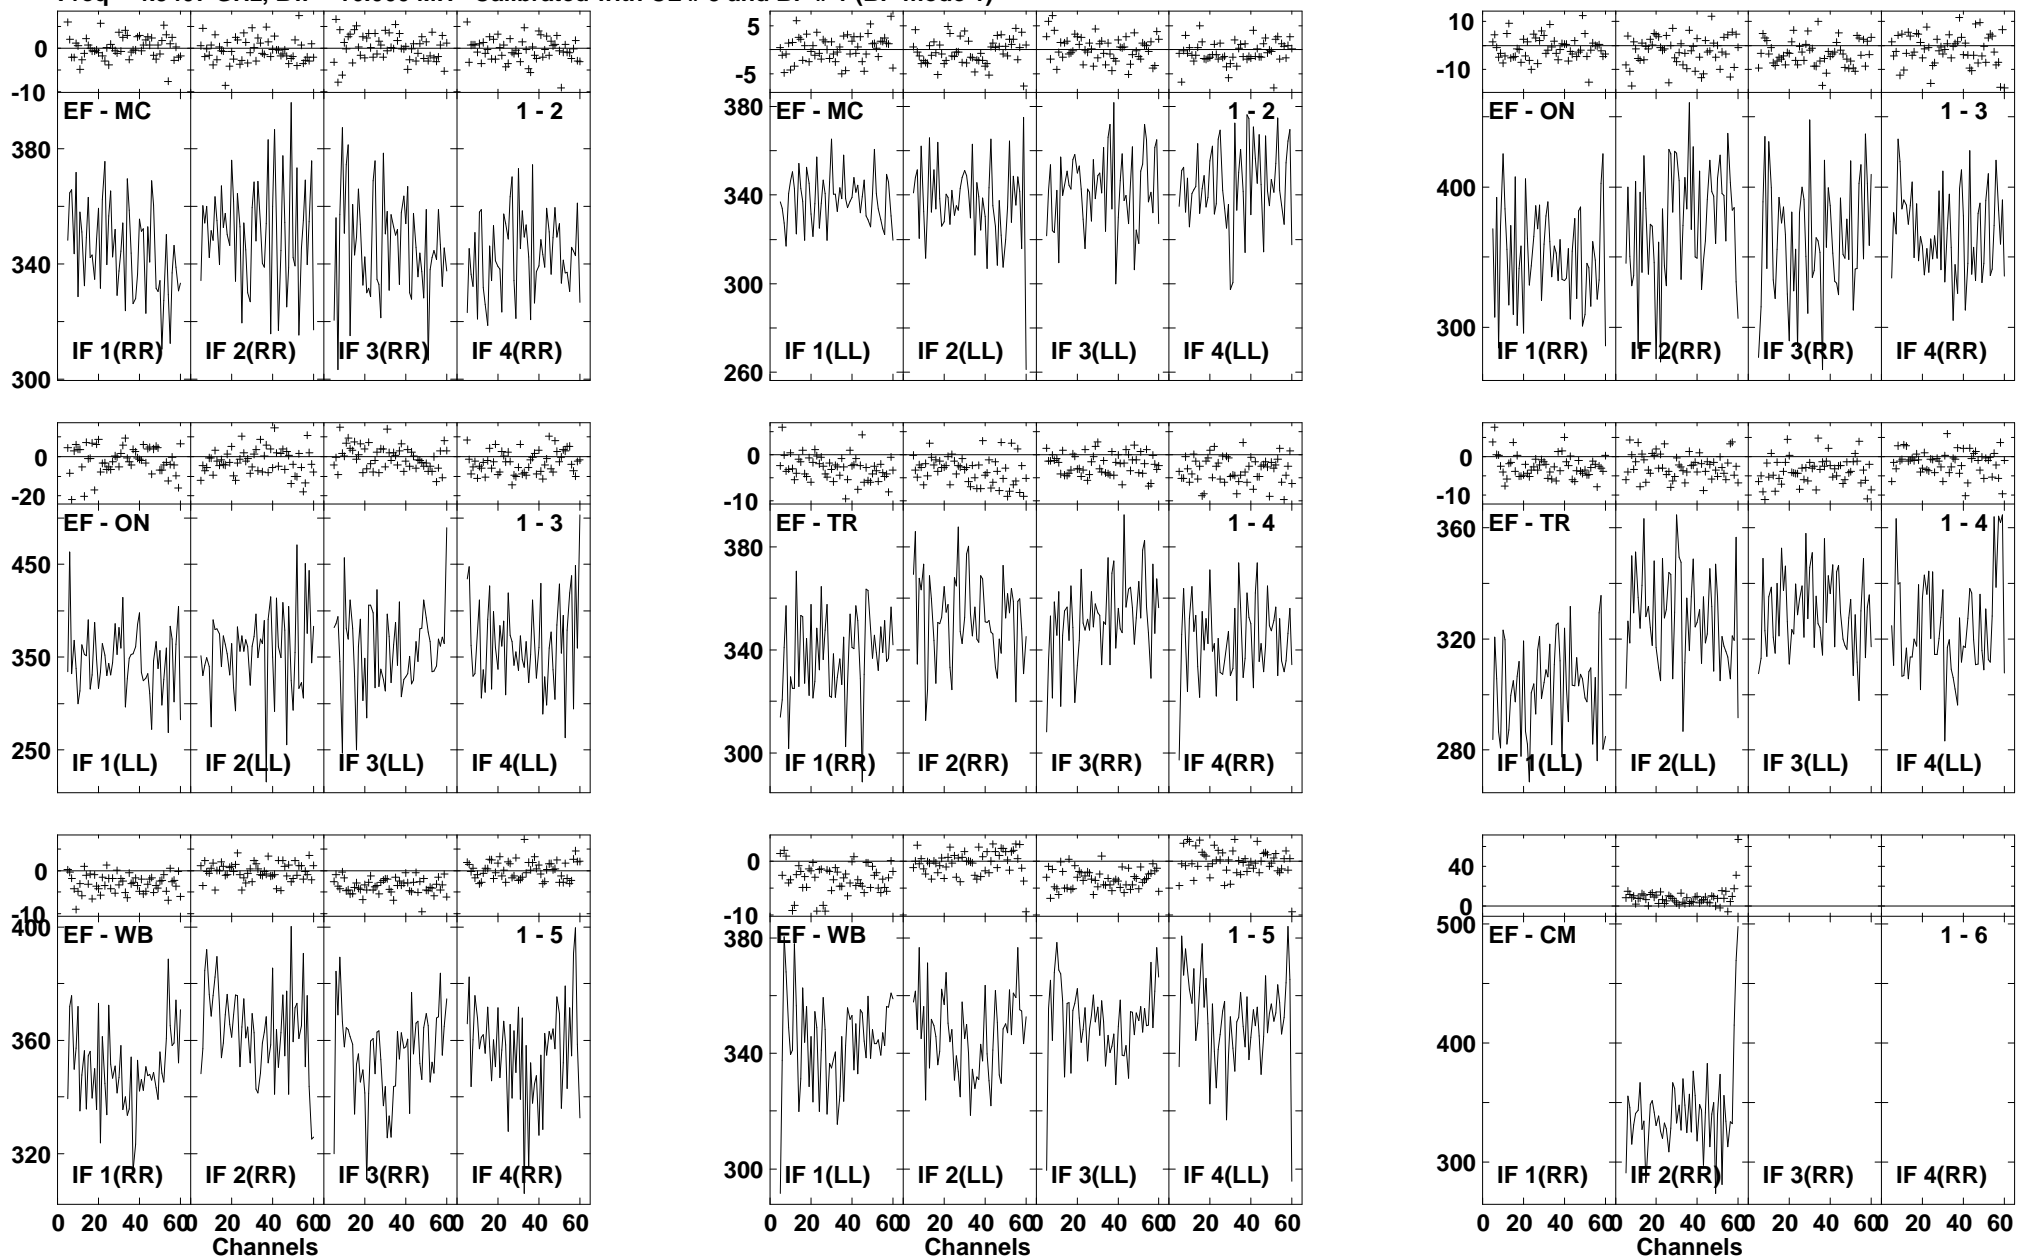 10 5 10
0 0 0
-10 -5 -10
EF - MC 1 - 2 EF - MC 1 - 2 EF - ON 1 - 3
380 380 400
340 340 300
300 300
260
IF 1(RR) IF 2(RR) IF 3(RR) IF 4(RR) IF 1(LL) IF 2(LL) IF 3(LL) IF 4(LL) IF 1(RR) IF 2(RR) IF 3(RR) IF 4(RR)
0 0 0
-20 -10 -10
EF - ON 1 - 3 EF - TR 1 - 4 EF - TR 1 - 4
450 380 360
350 340 320
250 300 280
IF 1(LL) IF 2(LL) IF 3(LL) IF 4(LL) IF 1(RR) IF 2(RR) IF 3(RR) IF 4(RR) IF 1(LL) IF 2(LL) IF 3(LL) IF 4(LL)
0 0 40
-10 -10 0
EF - WB 1 - 5 EF - WB 1 - 5 EF - CM 1 - 6
400 380 500
360 340 400
320 300 300
IF 1(RR) IF 2(RR) IF 3(RR) IF 4(RR) IF 1(LL) IF 2(LL) IF 3(LL) IF 4(LL) IF 1(RR) IF 2(RR) IF 3(RR) IF 4(RR)
0 20 40 60 0 20 40 60 0 20 40 60 0 20 40 60 0 20 40 60 0 20 40 60 0 20 40 60 0 20 40 60 0 20 40 60 0 20 40 60 0 20 40 60 0 20 40 60
Channels Channels Channels